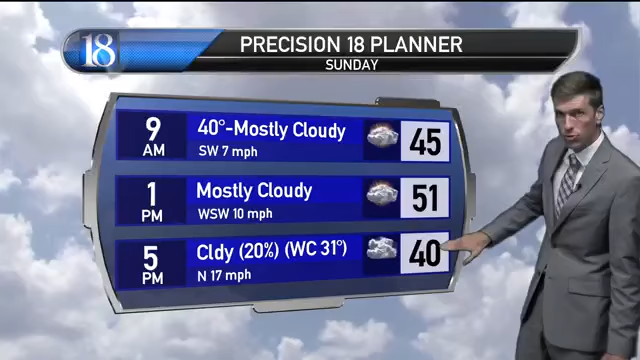 18
PRECISION 18 PLANNER
SUNDAY
9
AM
40°-Mostly Cloudy
SW 7 mph
45
1
PM
Mostly Cloudy
WSW 10 mph
51
5
PM
Cldy (20%) (WC 31°)
N 17 mph
40